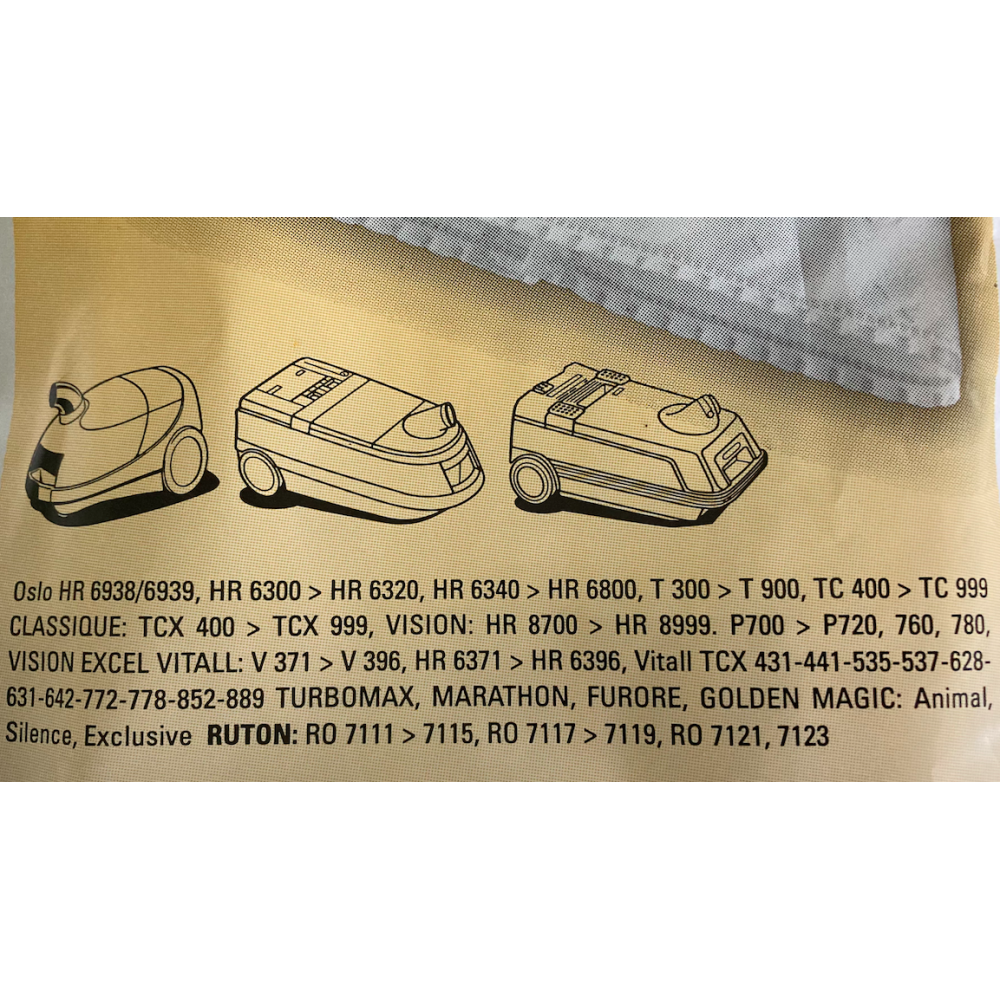 Oslo HR 6938/6939, HR 6300 > HR 6320, HR 6340 > HR 6800, T 300 > T 900, TC 400 > TC 999
CLASSIQUE: TCX 400 > TCX 999, VISION: HR 8700 > HR 8999. P700 > P720, 760, 780,
VISION EXCEL VITALL: V 371 > V 396, HR 6371 > HR 6396, Vitall TCX 431-441-535-537-628-
631-642-772-778-852-889 TURBOMAX, MARATHON, FURORE, GOLDEN MAGIC: Animal,
Silence, Exclusive RUTON: RO 7111 > 7115, RO 7117 > 7119, RO 7121, 7123